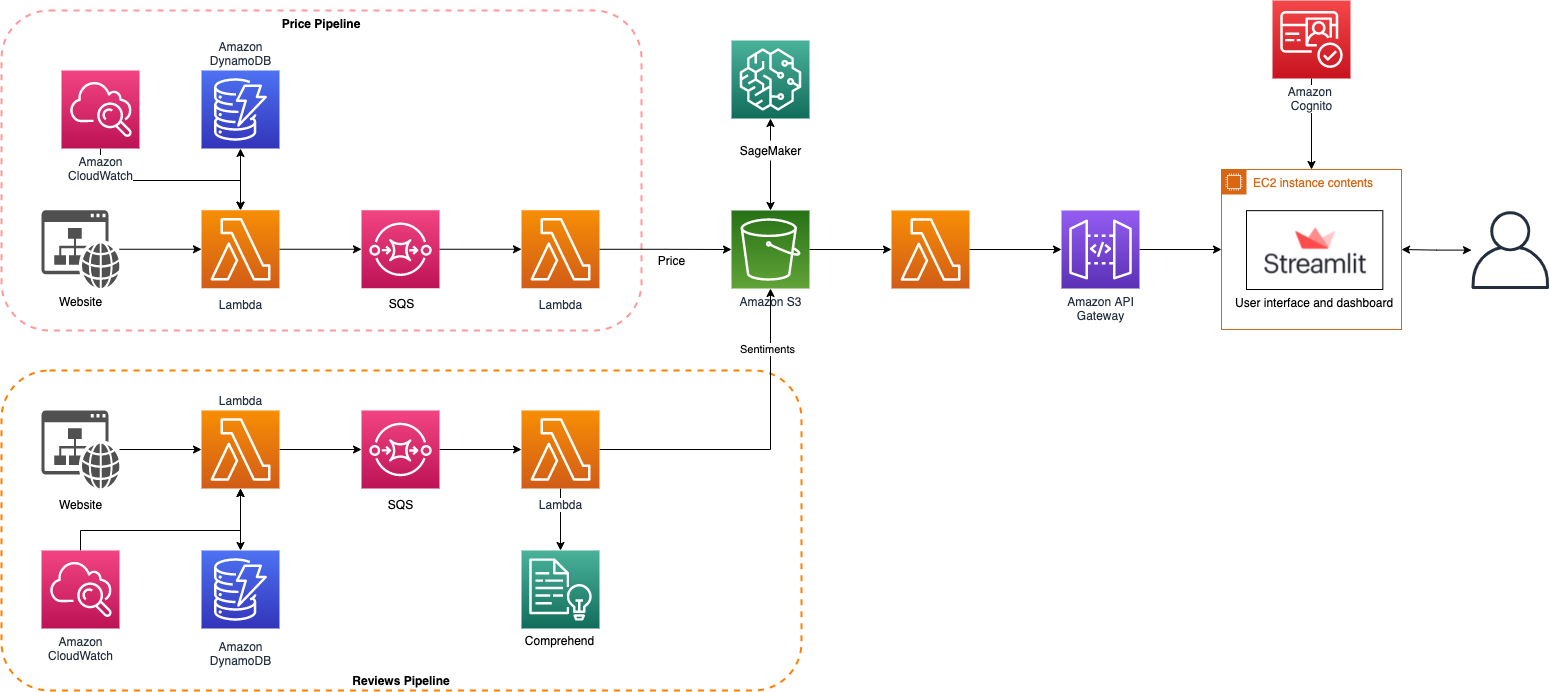 Price Pipeline
Amazon
DynamoDB
Amazon
CloudWatch
Website
Lambda
SQS
Lambda
Price
SageMaker
Amazon S3
Sentiments
Amazon API
Gateway
Amazon
Cognito
EC2 instance contents
Streamlit
User interface and dashboard
Lambda
Website
SQS
Lambda
Amazon
CloudWatch
Amazon
DynamoDB
Comprehend
Reviews Pipeline